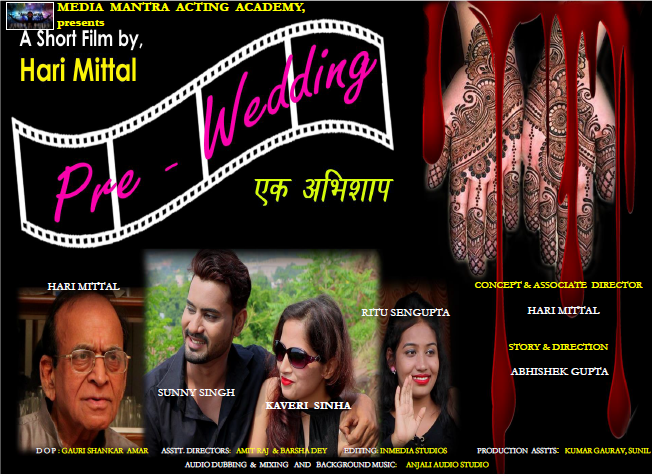 MEDIA MANTRA ACTING ACADEMY,
presents
A Short Film by,
Hari Mittal
Pre - Wedding
एक अभिशाप
CONCEPT & ASSOCIATE DIRECTOR
HARI MITTAL
STORY & DIRECTION
ABHISHEK GUPTA
HARI MITTAL
RITU SENGUPTA
SUNNY SINGH
KAVERI SINHA
D O P : GAURI SHANKAR AMAR ASSTT. DIRECTORS: AMIT RAJ & BARSHA DEY EDITING: INMEDIA STUDIOS PRODUCTION ASSTTS: KUMAR GAURAV, SUNIL
AUDIO DUBBING & MIXING AND BACKGROUND MUSIC: ANJALI AUDIO STUDIO